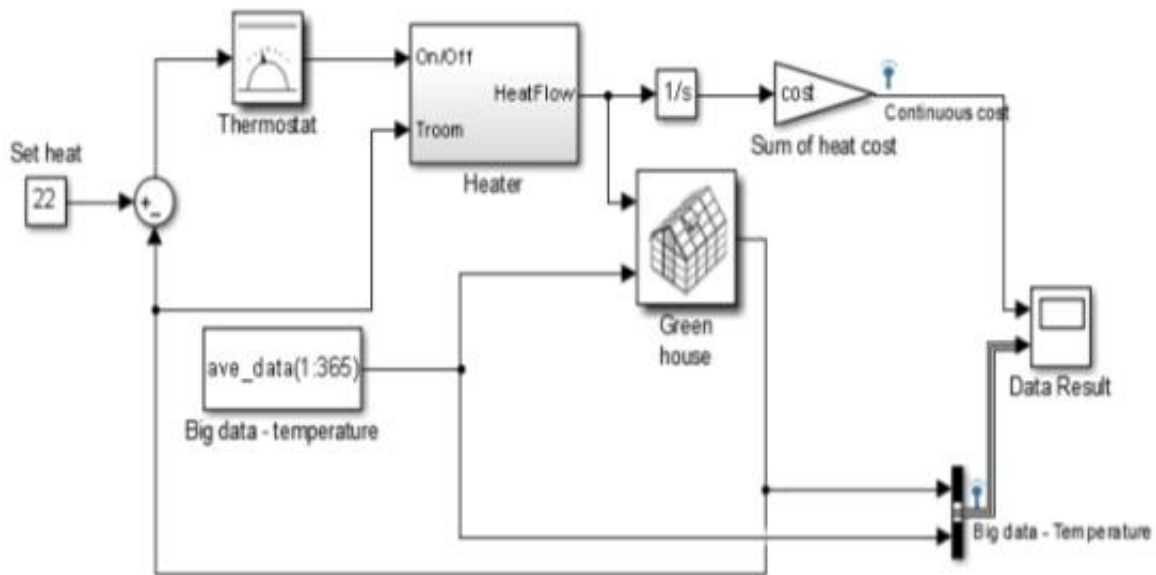 On/Off
HeatFlow
Troom
Heater
Thermostat
1/s
cost
Continuous cost
Sum of heat cost
Set heat
22
+
-
Green
house
ave_data(1:365)
Big data - temperature
Data Result
Big data - Temperature